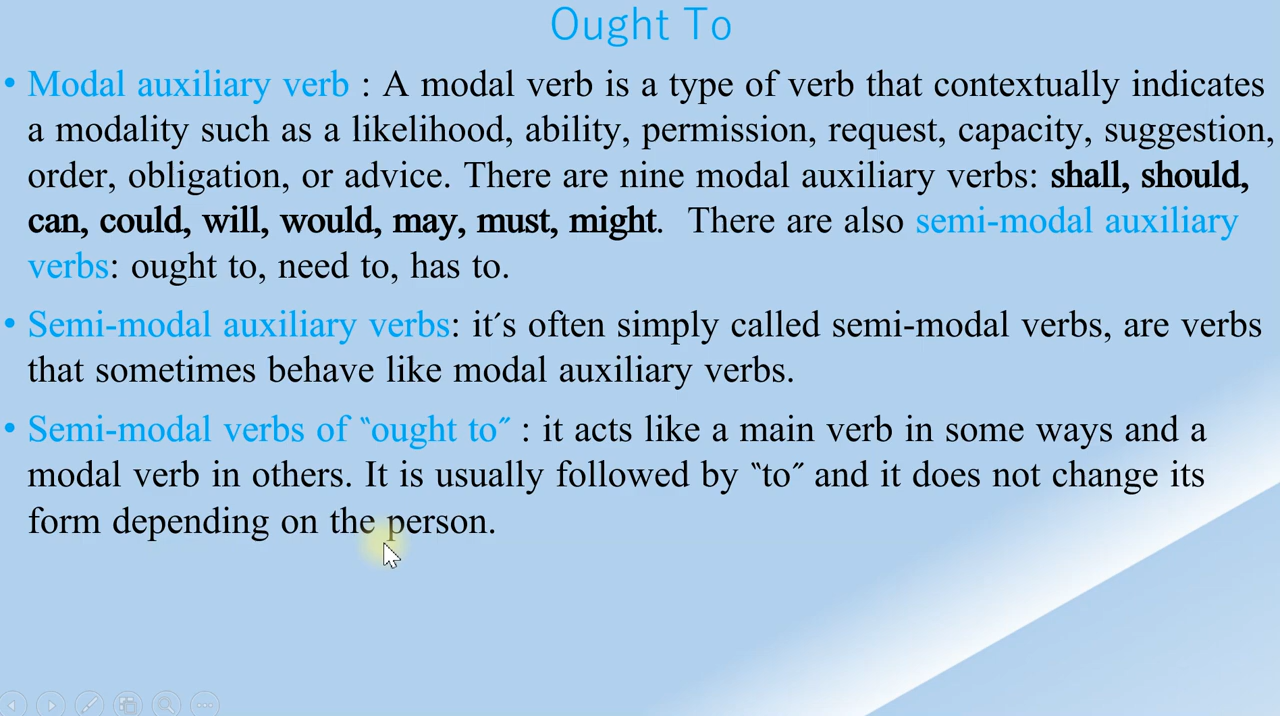 Ought To
• Modal auxiliary verb : A modal verb is a type of verb that contextually indicates
a modality such as a likelihood, ability, permission, request, capacity, suggestion,
order, obligation, or advice. There are nine modal auxiliary verbs: shall, should,
can, could, will, would, may, must, might. There are also semi-modal auxiliary
verbs: ought to, need to, has to.
• Semi-modal auxiliary verbs: it´s often simply called semi-modal verbs, are verbs
that sometimes behave like modal auxiliary verbs.
• Semi-modal verbs of ‶ought to″ : it acts like a main verb in some ways and a
modal verb in others. It is usually followed by ‶to″ and it does not change its
form depending on the person.